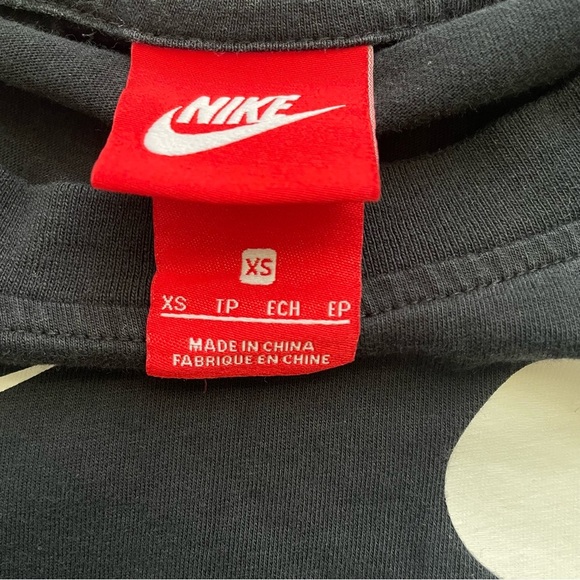 NIKE
XS
XS TP ECH EP
MADE IN CHINA
FABRIQUE EN CHINE